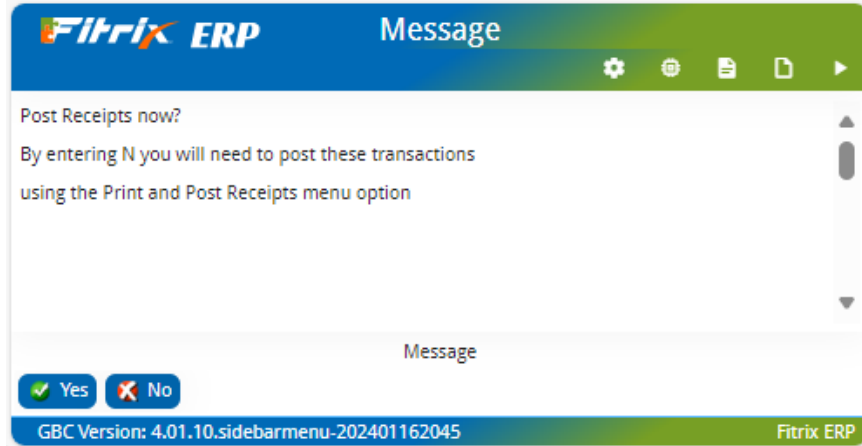 Fitrix ERP Message
Post Receipts now?
By entering N you will need to post these transactions
using the Print and Post Receipts menu option
Message
Yes No
GBC Version: 4.01.10.sidebarmenu-202401162045 Fitrix ERP